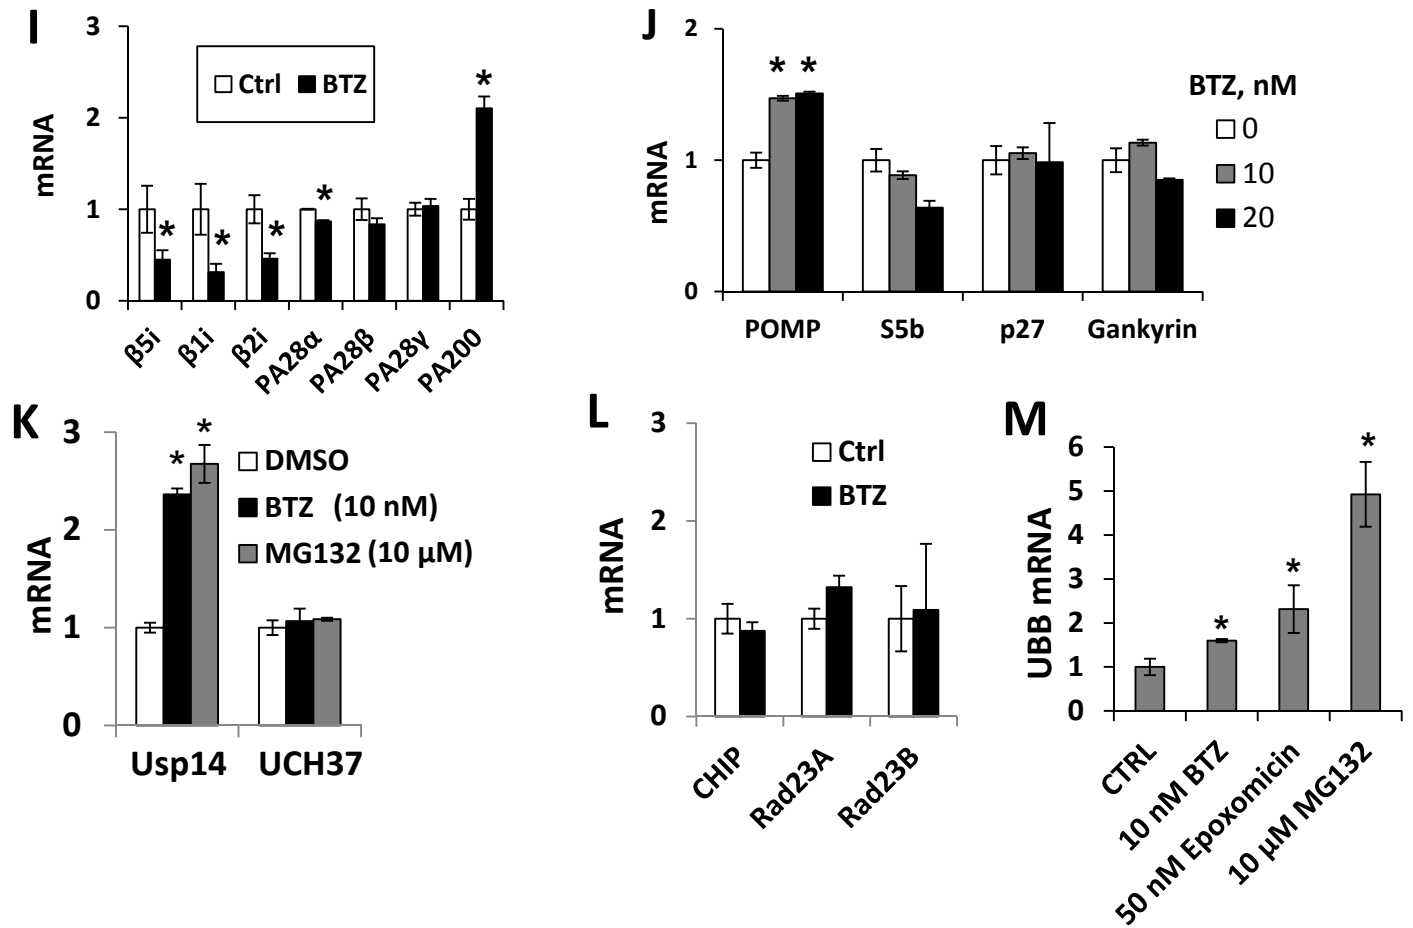 I
3
2
1
0
mRNA
Ctrl BTZ
*
*
*
*
*
β5i
β1i
β2i
PA28α
PA28β
PA28γ
PA200
J
2
1
0
mRNA
* *
BTZ, nM
0
10
20
POMP S5b p27 Gankyrin
K
3
2
1
0
mRNA
*
*
DMSO
BTZ (10 nM)
MG132 (10 µM)
Usp14 UCH37
L
3
2
1
0
mRNA
Ctrl
BTZ
CHIP
Rad23A
Rad23B
M
6
5
4
3
2
1
0
UBB mRNA
*
*
*
CTRL
10 nM BTZ
50 nM Epoxomicin
10 µM MG132